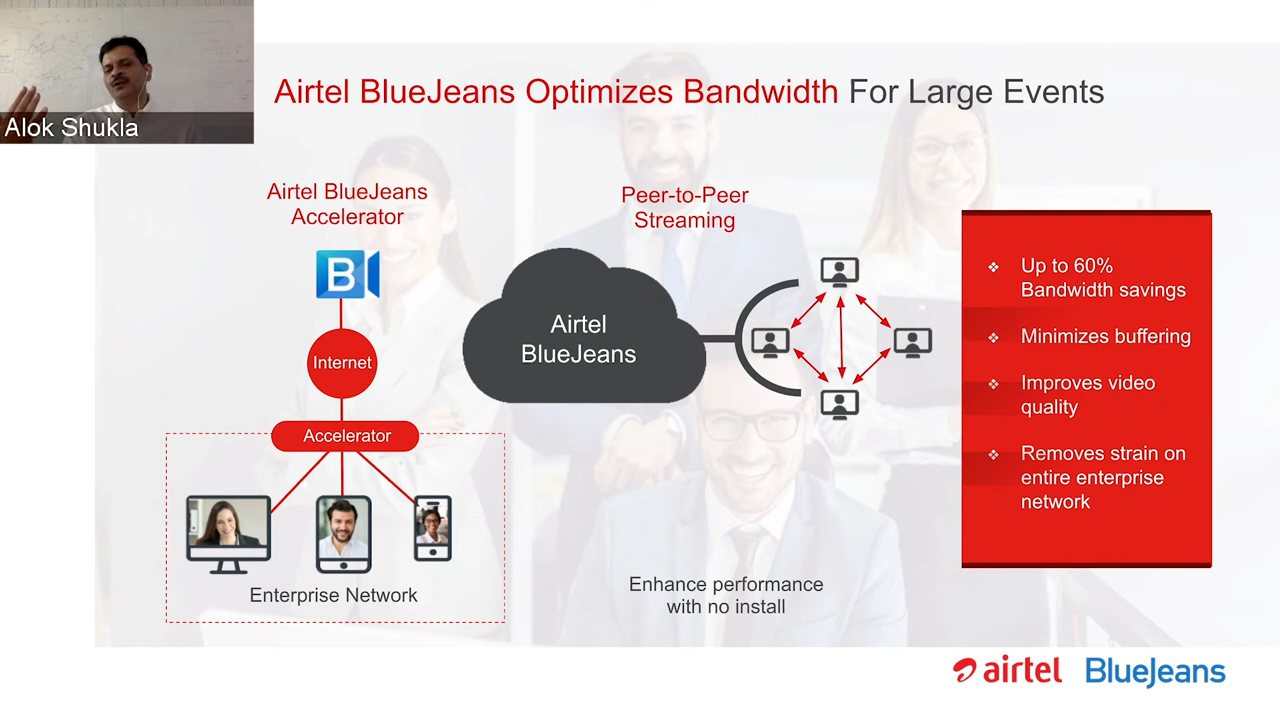 Alok Shukla
Airtel BlueJeans Optimizes Bandwidth For Large Events
Airtel BlueJeans
Accelerator
B
Internet
Accelerator
Enterprise Network
Peer-to-Peer
Streaming
Airtel
BlueJeans
Enhance performance
with no install
Up to 60%
Bandwidth savings
Minimizes buffering
Improves video
quality
Removes strain on
entire enterprise
network
airtel BlueJeans